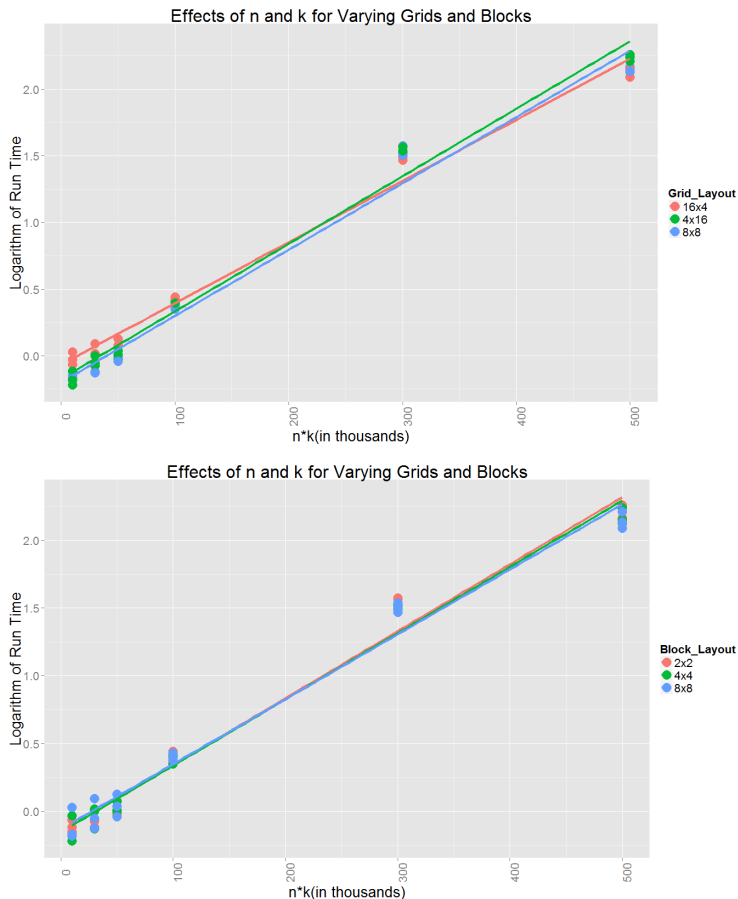 Effects of n and k for Varying Grids and Blocks
Logarithm of Run Time
2.0
1.5
1.0
0.5
0.0
0
100
200
300
400
500
n*k(in thousands)
Grid_Layout
16x4
4x16
8x8
Effects of n and k for Varying Grids and Blocks
Logarithm of Run Time
2.0
1.5
1.0
0.5
0.0
0
100
200
300
400
500
n*k(in thousands)
Block_Layout
2x2
4x4
8x8